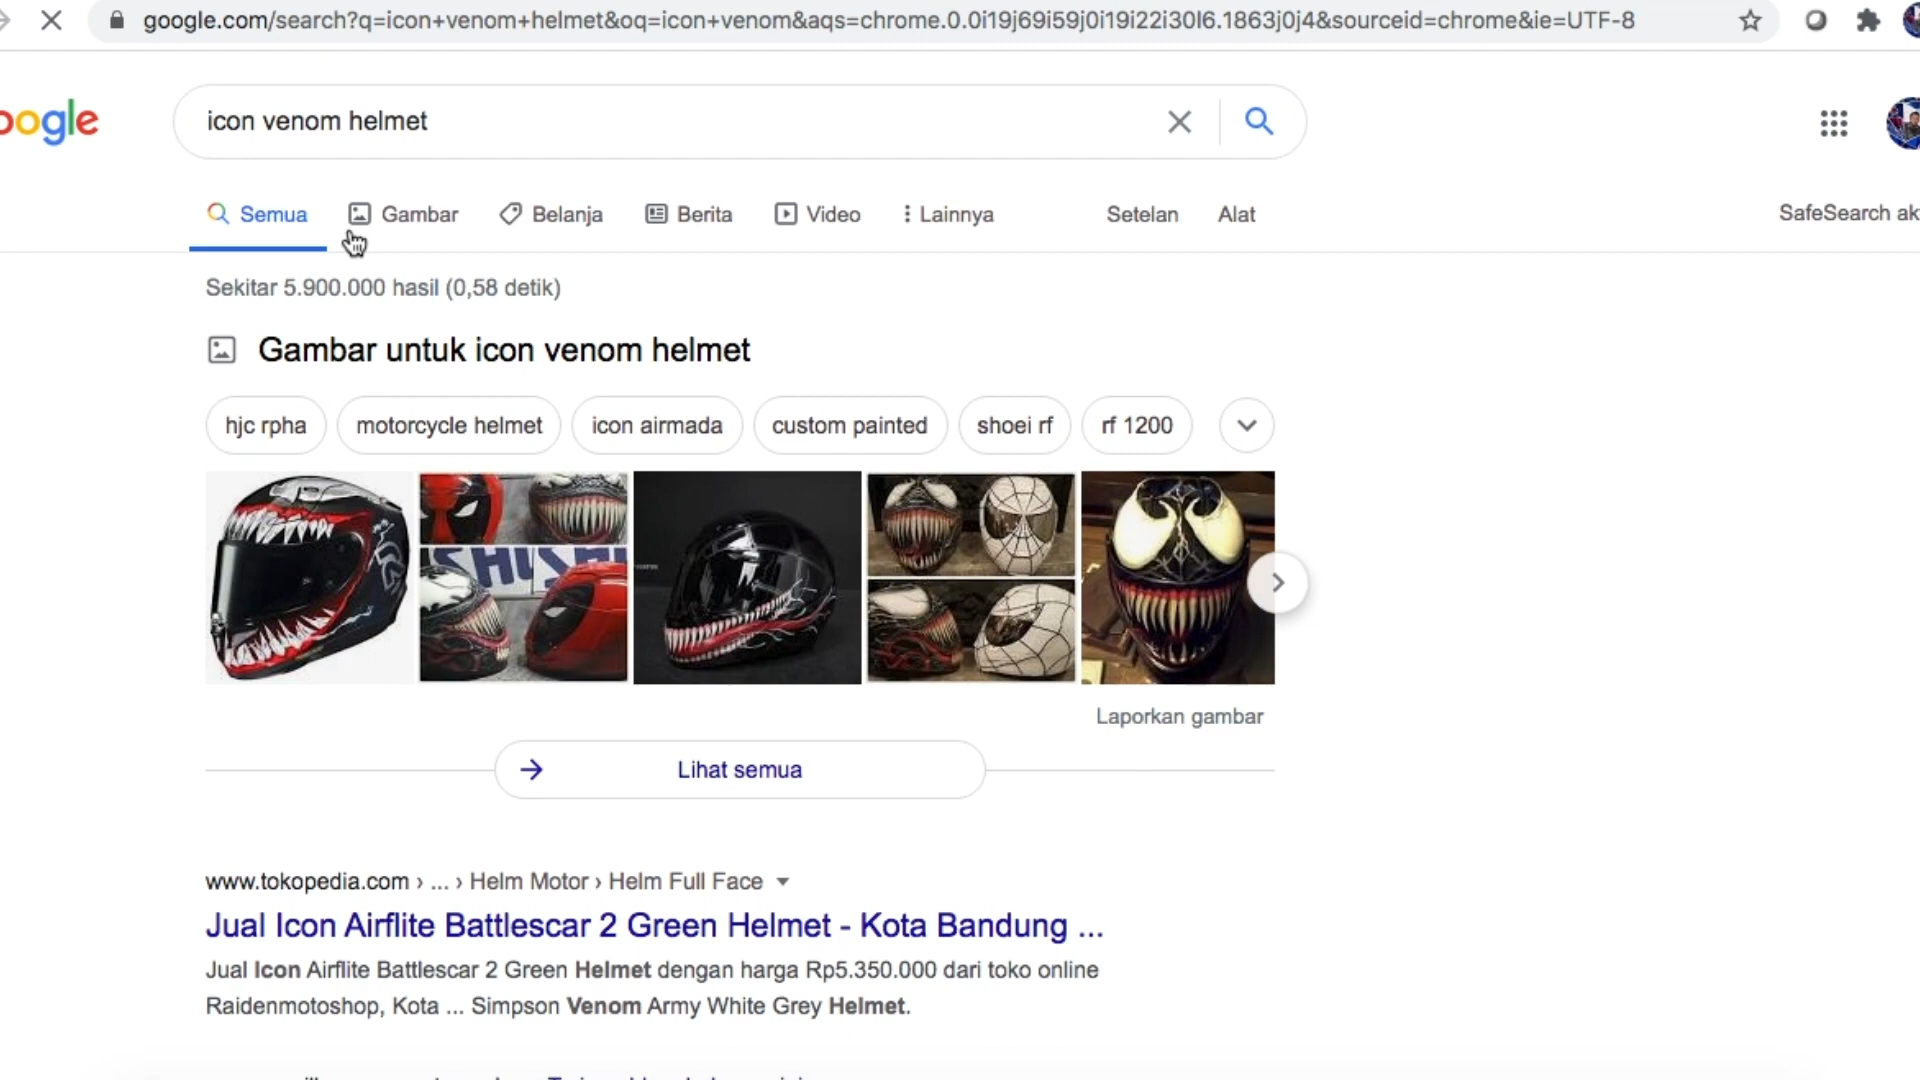 google.com/search?q=icon+venom+helmet&oq=icon+venom&aqs=chrome.0.0i19j69i59j0i19i22i30l6.1863j0j4&sourceid=chrome&ie=UTF-8
oogle
icon venom helmet
Semua Gambar Belanja Berita Video Lainnya Setelan Alat
SafeSearch ak
Sekitar 5.900.000 hasil (0,58 detik)
Gambar untuk icon venom helmet
hjc rpha motorcycle helmet icon airmada custom painted shoei rf rf 1200
Laporkan gambar
Lihat semua
www.tokopedia.com › ... › Helm Motor › Helm Full Face
Jual Icon Airflite Battlescar 2 Green Helmet - Kota Bandung ...
Jual Icon Airflite Battlescar 2 Green Helmet dengan harga Rp5.350.000 dari toko online
Raidenmotoshop, Kota ... Simpson Venom Army White Grey Helmet.